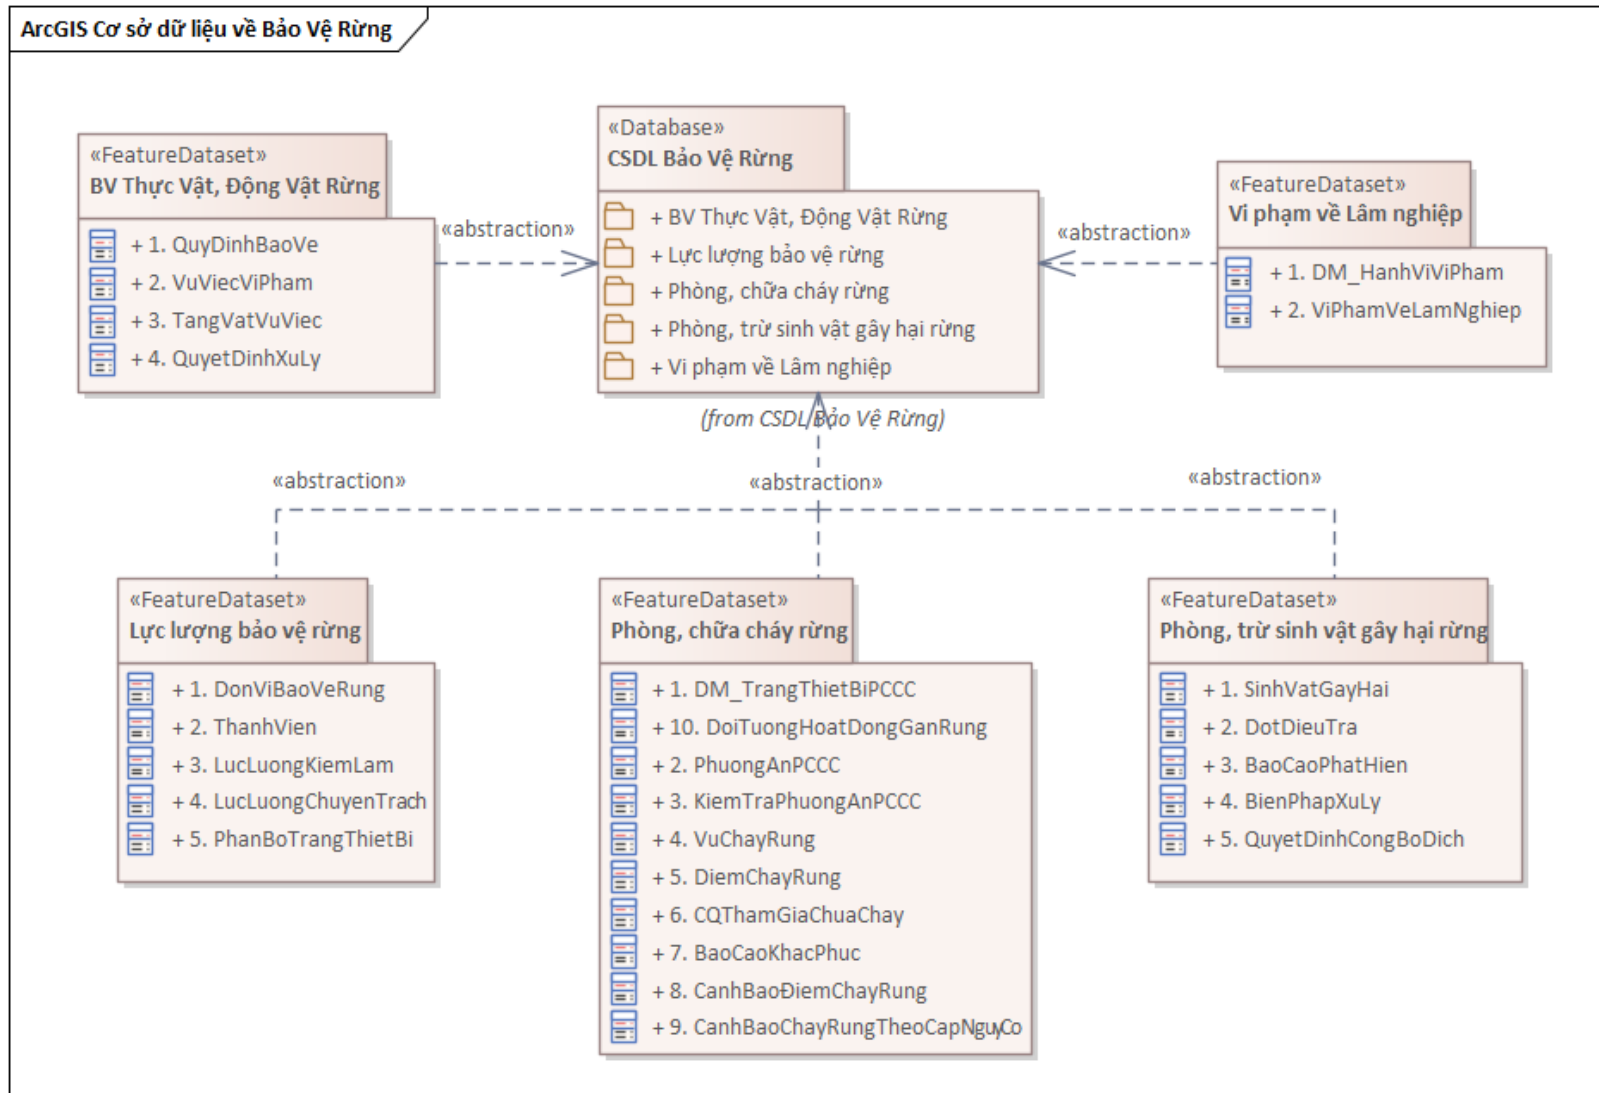 ArcGIS Cơ sở dữ liệu về Bảo Vệ Rừng
«FeatureDataset»
BV Thực Vật, Động Vật Rừng
+ 1. QuyDinhBaoVe
+ 2. VuViecViPham
+ 3. TangVatVuViec
+ 4. QuyetDinhXuLy
«abstraction»
«Database»
CSDL Bảo Vệ Rừng
+ BV Thực Vật, Động Vật Rừng
+ Lực lượng bảo vệ rừng
+ Phòng, chữa cháy rừng
+ Phòng, trừ sinh vật gây hại rừng
+ Vi phạm về Lâm nghiệp
(from CSDL Bảo Vệ Rừng)
«abstraction»
«FeatureDataset»
Vi phạm về Lâm nghiệp
+ 1. DM_HanhViViPham
+ 2. ViPhamVeLamNghiep
«abstraction»
«abstraction»
«abstraction»
«FeatureDataset»
Lực lượng bảo vệ rừng
+ 1. DonViBaoVeRung
+ 2. ThanhVien
+ 3. LucLuongKiemLam
+ 4. LucLuongChuyenTrach
+ 5. PhanBoTrangThietBi
«FeatureDataset»
Phòng, chữa cháy rừng
+ 1. DM_TrangThietBiPCCC
+ 10. DoiTuongHoatDongGanRung
+ 2. PhuongAnPCCC
+ 3. KiemTraPhuongAnPCCC
+ 4. VuChayRung
+ 5. DiemChayRung
+ 6. CQThamGiaChuaChay
+ 7. BaoCaoKhacPhuc
+ 8. CanhBaoĐiemChayRung
+ 9. CanhBaoChayRungTheoCapNguyCo
«FeatureDataset»
Phòng, trừ sinh vật gây hại rừng
+ 1. SinhVatGayHai
+ 2. DotDieuTra
+ 3. BaoCaoPhatHien
+ 4. BienPhapXuLy
+ 5. QuyetDinhCongBoDich